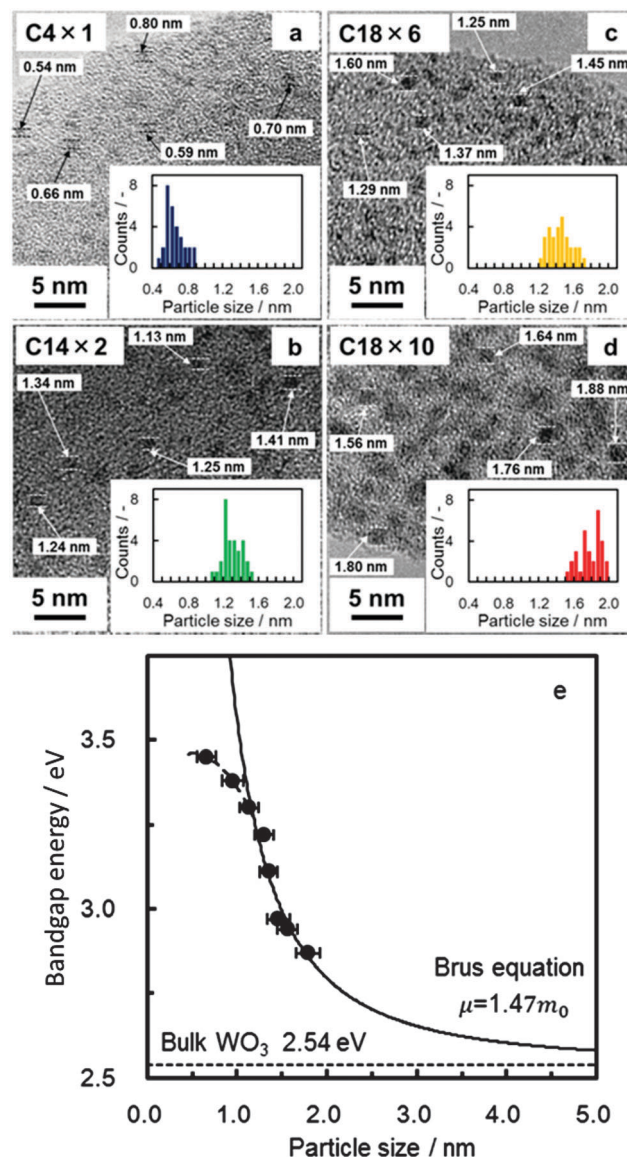 C4 × 1
a
0.80 nm
0.54 nm
0.70 nm
0.66 nm
0.59 nm
Counts / -
8
4
0
0.4 0.8 1.2 1.6 2.0
Particle size / nm
5 nm
C18 × 6
c
1.25 nm
1.60 nm
1.45 nm
1.37 nm
1.29 nm
Counts / -
8
4
0
0.4 0.8 1.2 1.6 2.0
Particle size / nm
5 nm
C14 × 2
b
1.13 nm
1.34 nm
1.41 nm
1.25 nm
1.24 nm
Counts / -
8
4
0
0.4 0.8 1.2 1.6 2.0
Particle size / nm
5 nm
C18 × 10
d
1.64 nm
1.88 nm
1.56 nm
1.76 nm
1.80 nm
Counts / -
8
4
0
0.4 0.8 1.2 1.6 2.0
Particle size / nm
5 nm
e
Bandgap energy / eV
3.5
3.0
2.5
Brus equation
μ=1.47m₀
Bulk WO₃ 2.54 eV
0.0 1.0 2.0 3.0 4.0 5.0
Particle size / nm